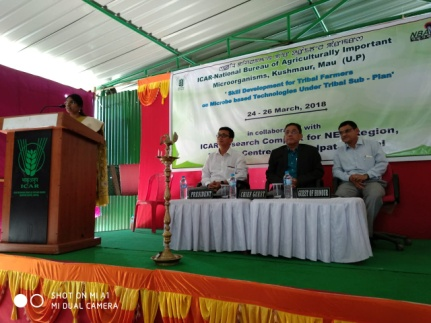 ICAR-National Bureau of Agriculturally Important
Microorganisms, Kushmaur, Mau (U.P)
' Skill Development for Tribal Farmers
on Microbe based Technologies Under Tribal Sub - Plan'
24 - 26 March, 2018
in collaboration with
ICAR Research Complex for NEH Region,
Centre
ICAR
PRESIDENT
CHIEF GUEST
GUEST OF HONOUR
SHOT ON MI A1
MI DUAL CAMERA